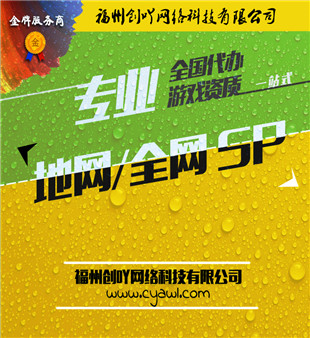 金牌服务商
福州创吖网络科技有限公司
金
专业
全国代办
游戏资质
一站式
地网/全网 SP
福州创吖网络科技有限公司
www.cyawl.com